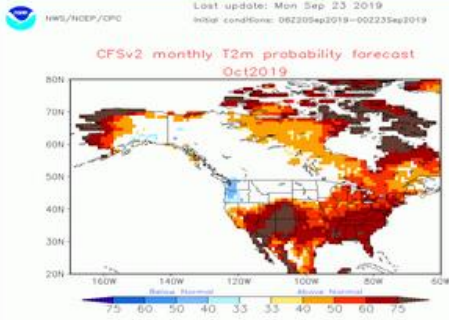 Last update: Mon Sep 23 2019
NWS/NCEP/CPC
Initial conditions: 06Z20Sep2019-00Z23Sep2019
CFSv2 monthly T2m probability forecast
Oct2019
80N
70N
60N
50N
40N
30N
20N
160W 140W 120W 100W 80W 60W
Below Normal Above Normal
75 60 50 40 33 33 40 50 60 75